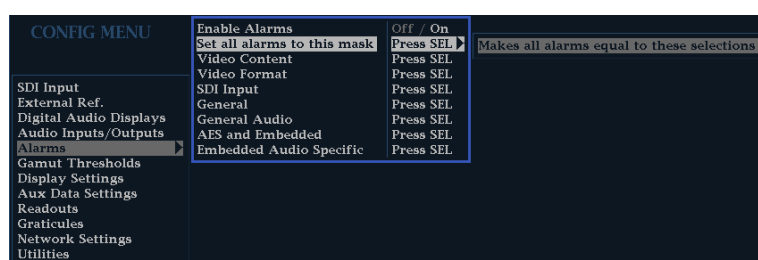 CONFIG MENU
SDI Input
External Ref.
Digital Audio Displays
Audio Inputs/Outputs
Alarms
Gamut Thresholds
Display Settings
Aux Data Settings
Readouts
Graticules
Network Settings
Utilities
Enable Alarms Off / On
Set all alarms to this mask Press SEL
Video Content Press SEL
Video Format Press SEL
SDI Input Press SEL
General Press SEL
General Audio Press SEL
AES and Embedded Press SEL
Embedded Audio Specific Press SEL
Makes all alarms equal to these selections